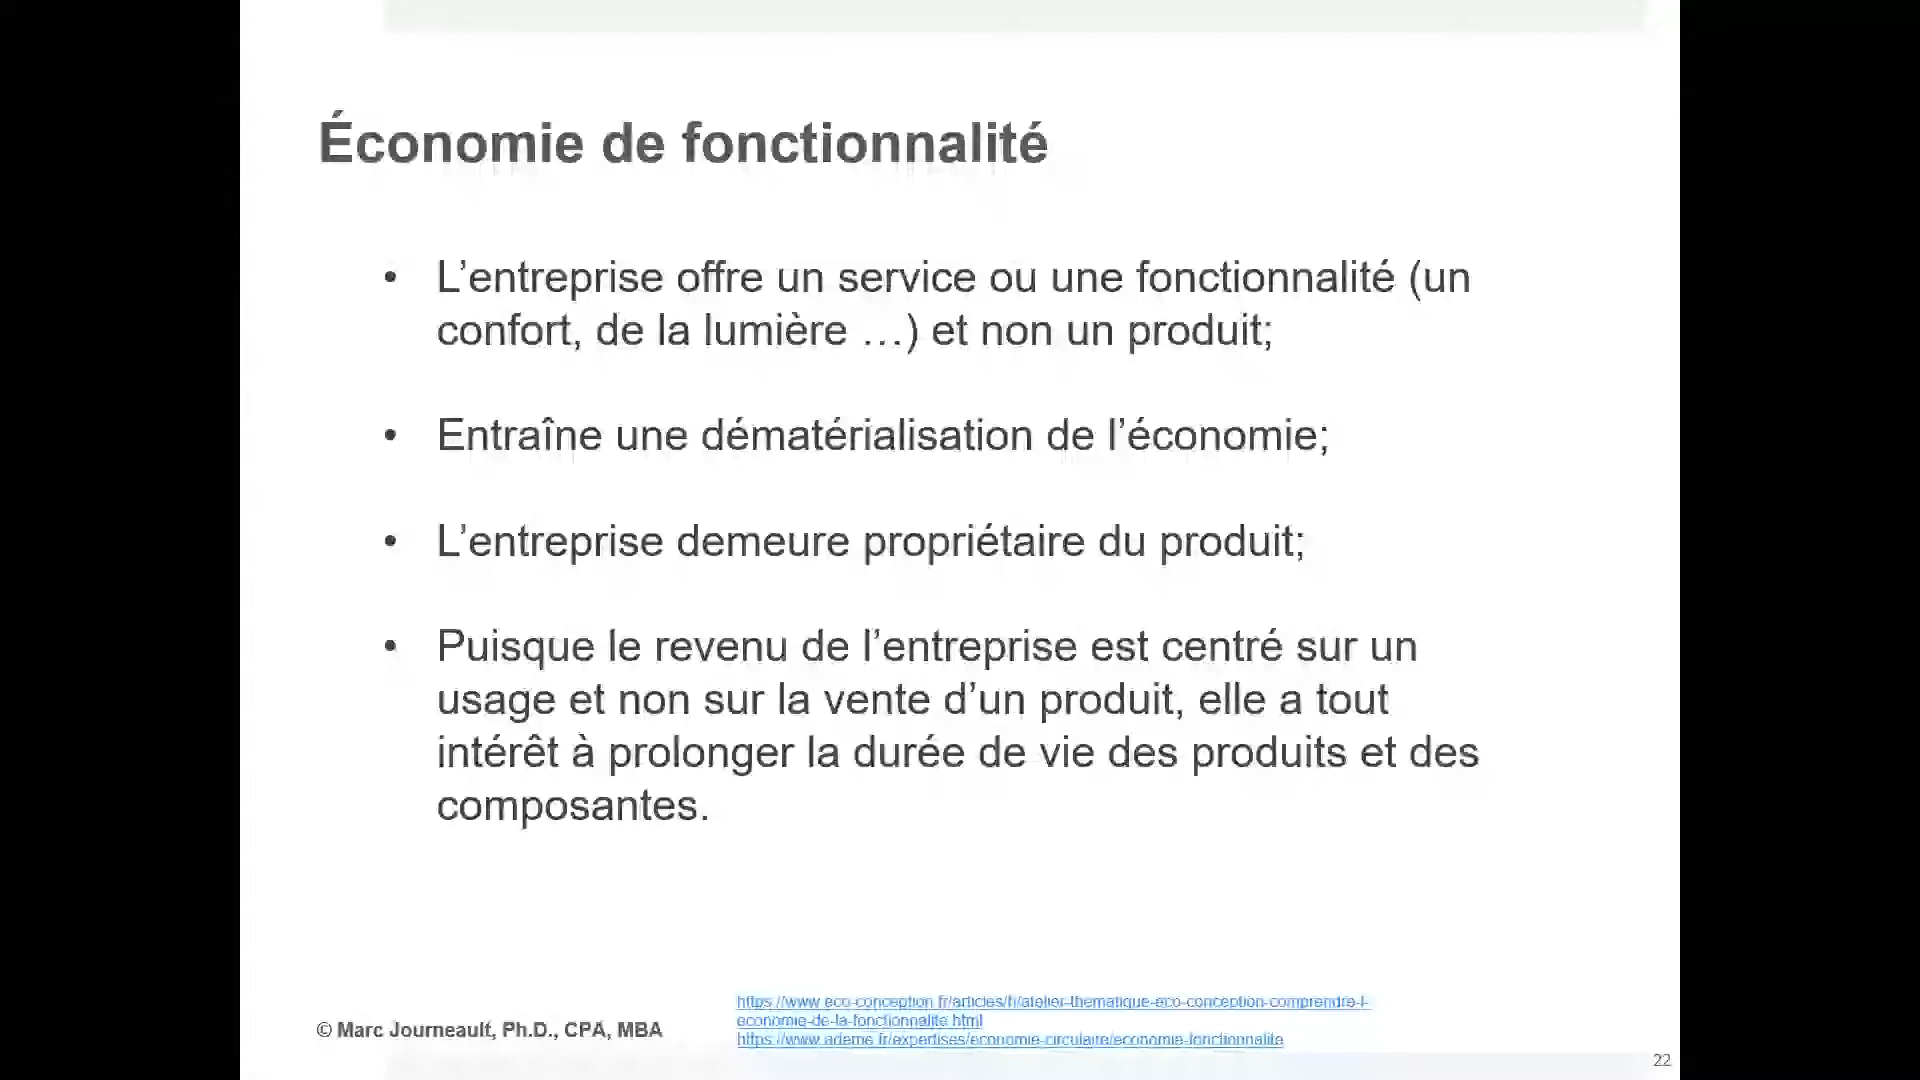 Économie de fonctionnalité
• L’entreprise offre un service ou une fonctionnalité (un
confort, de la lumière …) et non un produit;
• Entraîne une dématérialisation de l’économie;
• L’entreprise demeure propriétaire du produit;
• Puisque le revenu de l’entreprise est centré sur un
usage et non sur la vente d’un produit, elle a tout
intérêt à prolonger la durée de vie des produits et des
composantes.
https://www.eco-conception.fr/articles/h/atelier-thematique-eco-conception-comprendre-l-
economie-de-la-fonctionnalite.html
https://www.ademe.fr/expertises/economie-circulaire/economie-fonctionnalite
© Marc Journeault, Ph.D., CPA, MBA
22